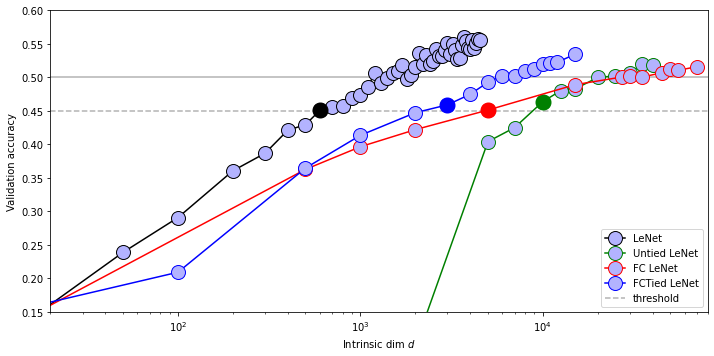 0.60
0.55
0.50
0.45
0.40
0.35
0.30
0.25
0.20
0.15
Validation accuracy
10²
10³
10⁴
Intrinsic dim d
LeNet
Untied LeNet
FC LeNet
FCTied LeNet
threshold